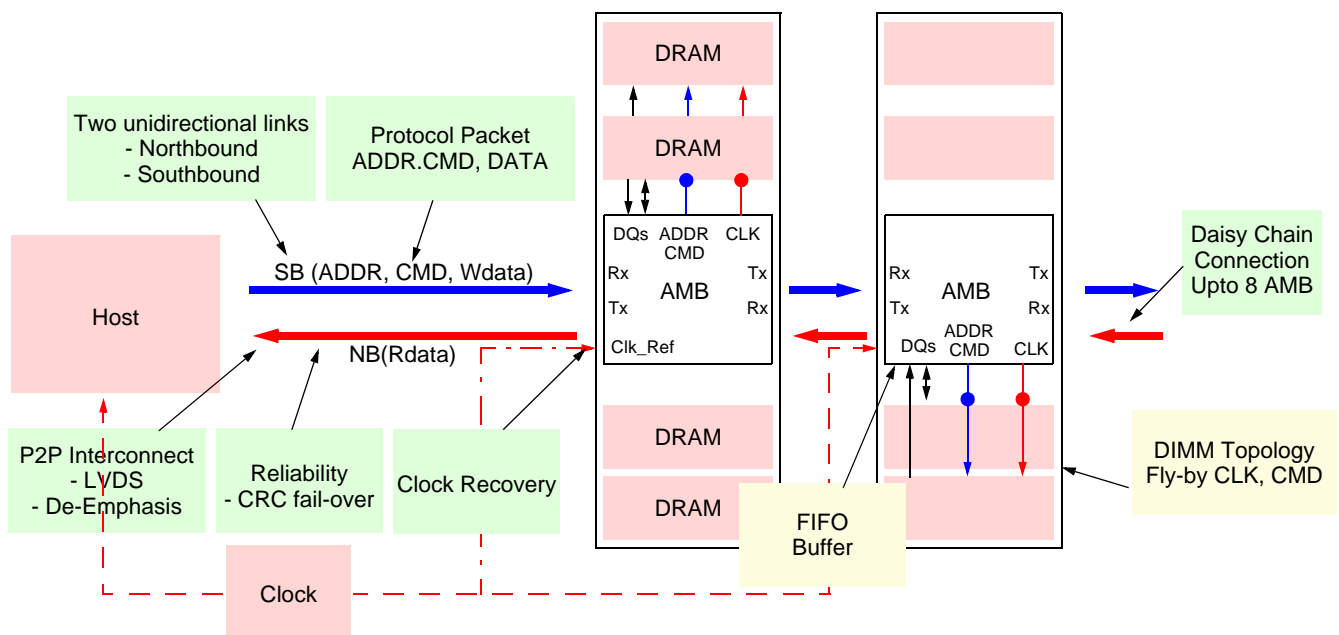 DRAM
DRAM
Two unidirectional links
- Northbound
- Southbound
Protocol Packet
ADDR.CMD, DATA
Host
SB (ADDR, CMD, Wdata)
NB(Rdata)
DQs ADDR CLK
CMD
Rx Tx
AMB
Tx Rx
Clk_Ref
Rx Tx
AMB
Tx Rx
ADDR
DQs CMD CLK
Daisy Chain
Connection
Upto 8 AMB
P2P Interconnect
- LVDS
- De-Emphasis
Reliability
- CRC fail-over
Clock Recovery
DRAM
DRAM
FIFO
Buffer
DIMM Topology
Fly-by CLK, CMD
Clock